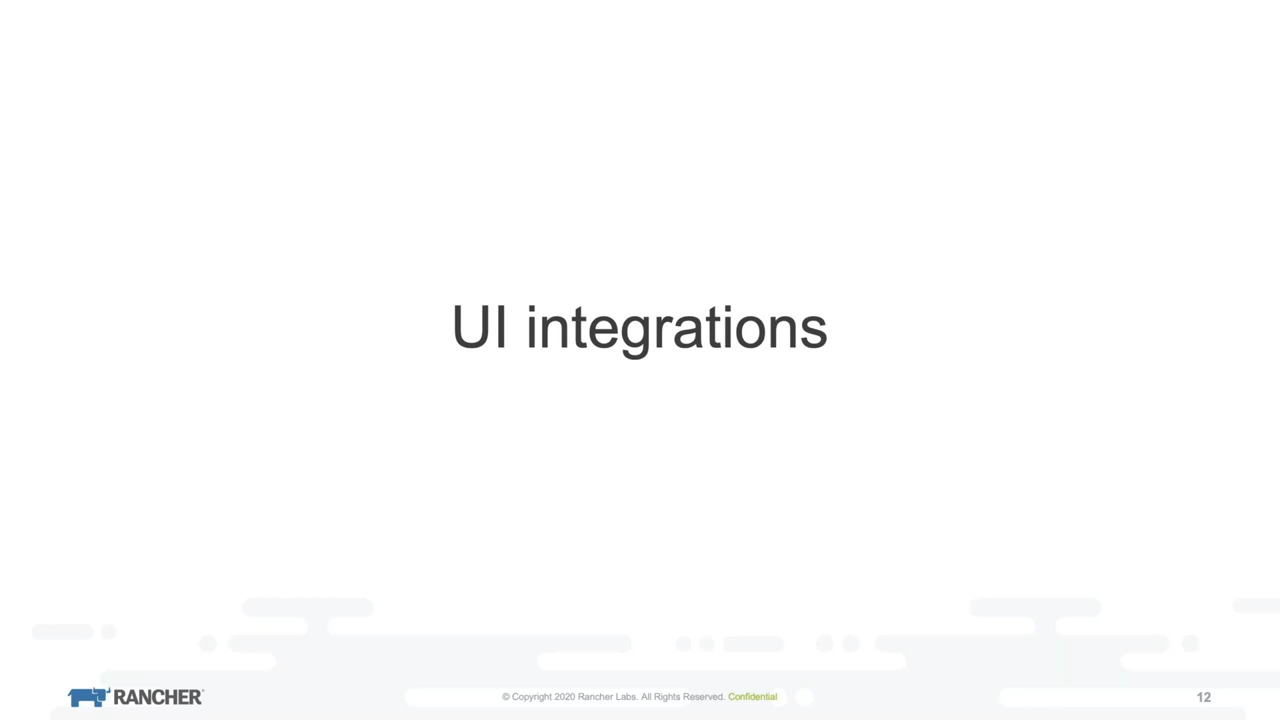 UI integrations
RANCHER
© Copyright 2020 Rancher Labs. All Rights Reserved. Confidential
12